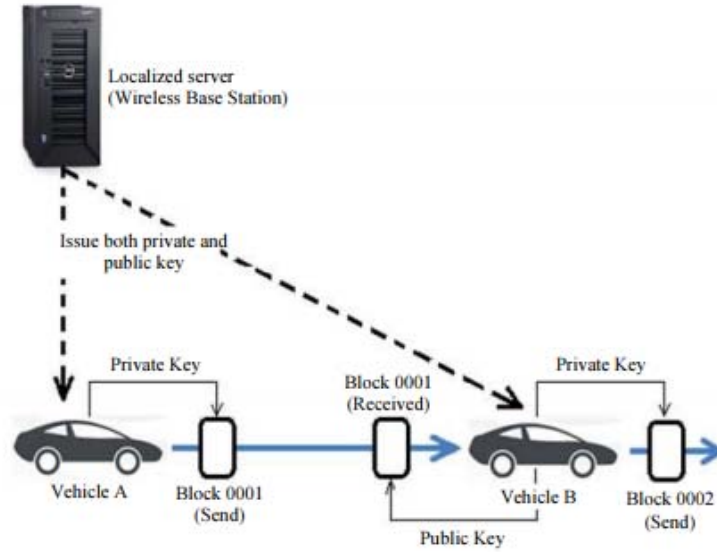 Localized server
(Wireless Base Station)
Issue both private and
public key
Private Key
Block 0001
(Received)
Private Key
Vehicle A
Block 0001
(Send)
Vehicle B
Block 0002
(Send)
Public Key